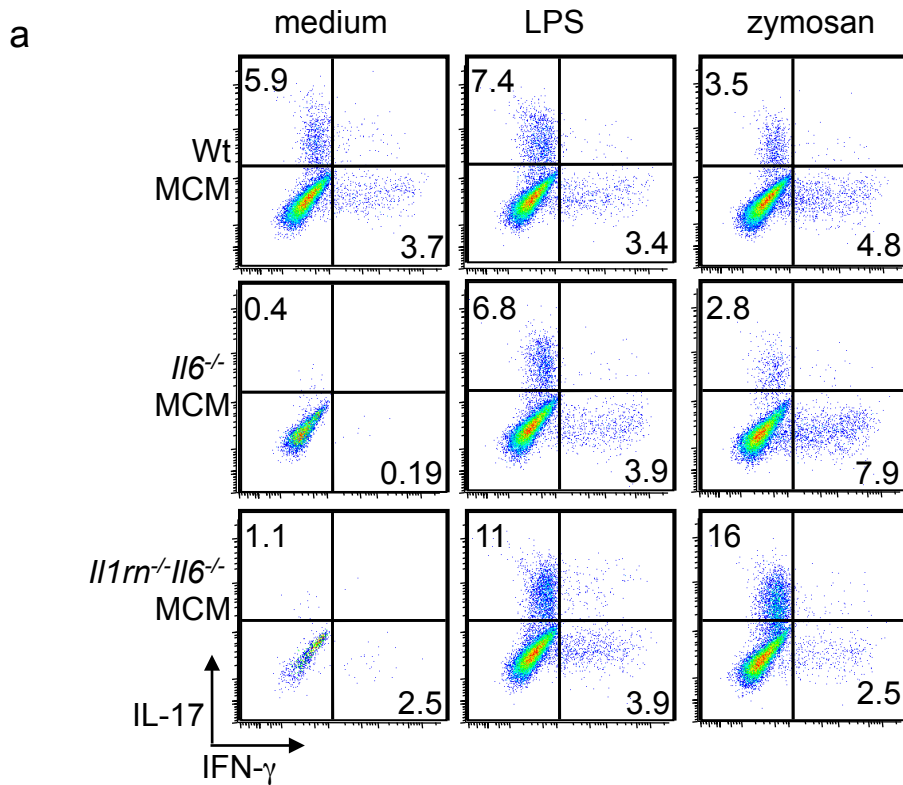 a
medium LPS zymosan
Wt
MCM
5.9 7.4 3.5
3.7 3.4 4.8
Il6-/-
MCM
0.4 6.8 2.8
0.19 3.9 7.9
Il1rn-/-Il6-/-
MCM
1.1 11 16
2.5 3.9 2.5
IL-17
IFN-γ